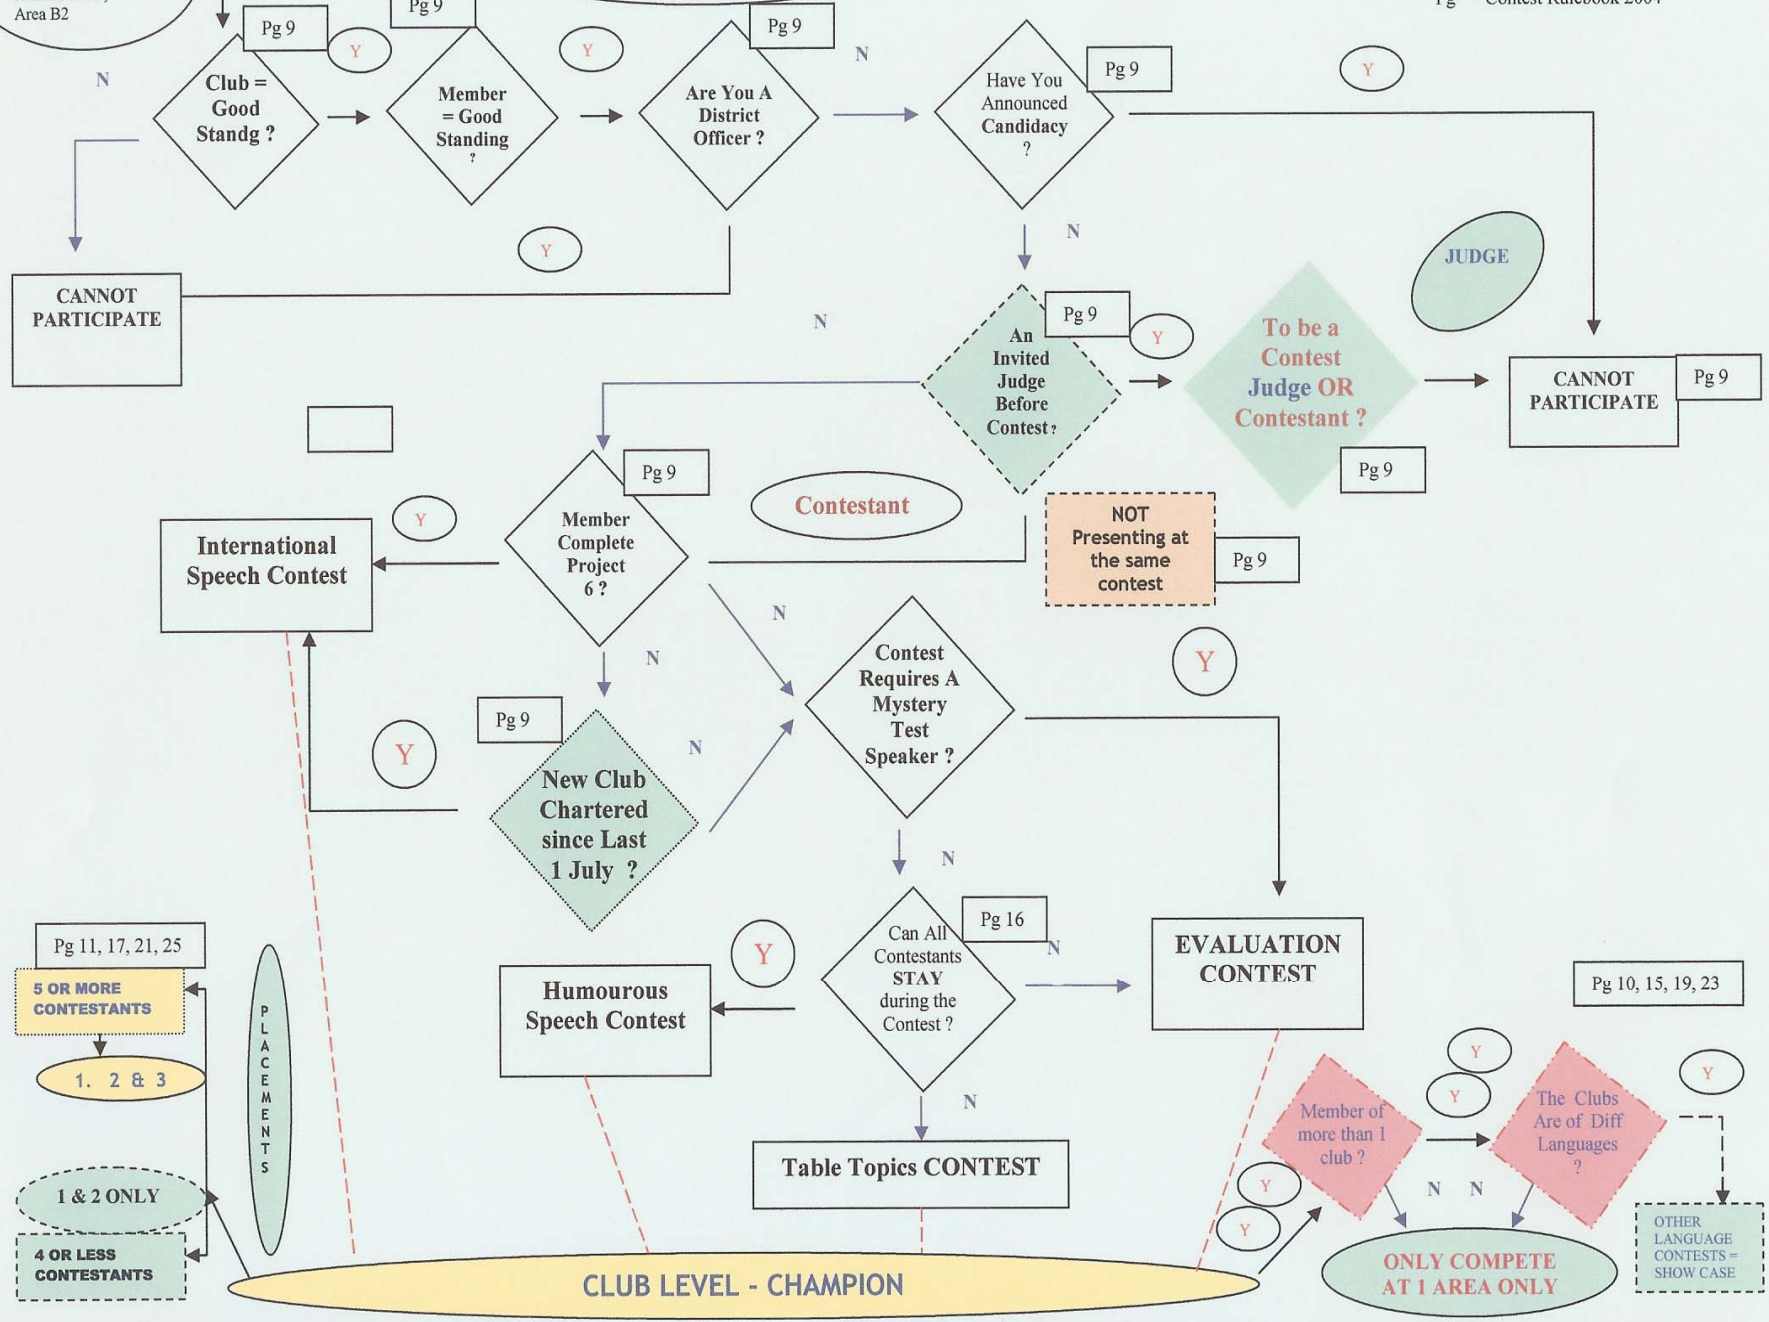 Area B2
Pg 9
Contest Rulebook 2004
Pg 9
Y
Y
Pg 9
N
Pg 9
Y
N
Club =
Good
Standg ?
Member
= Good
Standing
?
Are You A
District
Officer ?
Have You
Announced
Candidacy
?
Y
N
JUDGE
CANNOT
PARTICIPATE
N
Pg 9
Y
An
Invited
Judge
Before
Contest?
To be a
Contest
Judge OR
Contestant ?
CANNOT
PARTICIPATE
Pg 9
Pg 9
Pg 9
Contestant
Y
International
Speech Contest
Member
Complete
Project
6 ?
NOT
Presenting at
the same
contest
Pg 9
N
N
Y
Contest
Requires A
Mystery
Test
Speaker ?
Pg 9
Y
N
New Club
Chartered
since Last
1 July ?
N
Pg 16
Can All
Contestants
STAY
during the
Contest ?
N
Y
Humourous
Speech Contest
EVALUATION
CONTEST
Pg 11, 17, 21, 25
5 OR MORE
CONTESTANTS
1. 2 & 3
PLACEMENTS
1 & 2 ONLY
4 OR LESS
CONTESTANTS
N
Table Topics CONTEST
Pg 10, 15, 19, 23
Y
Y
Y
Member of
more than 1
club ?
The Clubs
Are of Diff
Languages
?
Y
Y
N N
ONLY COMPETE
AT 1 AREA ONLY
OTHER
LANGUAGE
CONTESTS =
SHOW CASE
CLUB LEVEL - CHAMPION